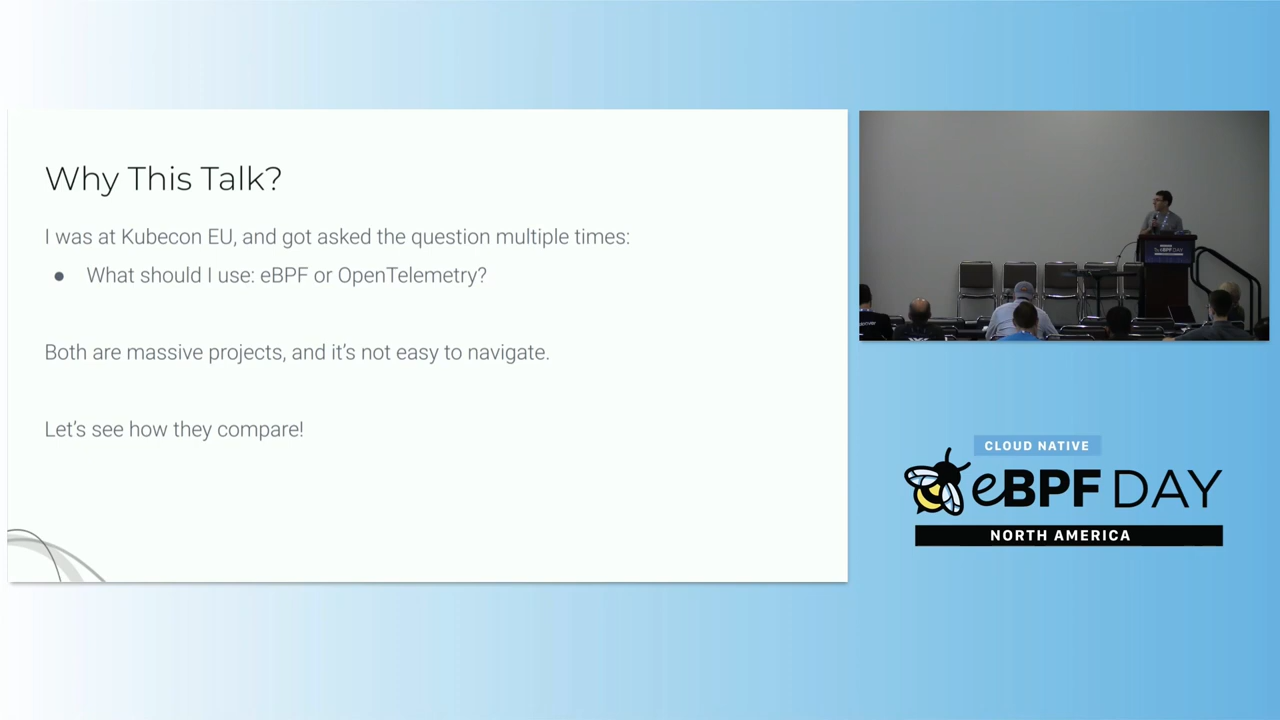 Why This Talk?
I was at Kubecon EU, and got asked the question multiple times:
● What should I use: eBPF or OpenTelemetry?
Both are massive projects, and it’s not easy to navigate.
Let’s see how they compare!
eBPF DAY
CLOUD NATIVE
eBPF DAY
NORTH AMERICA